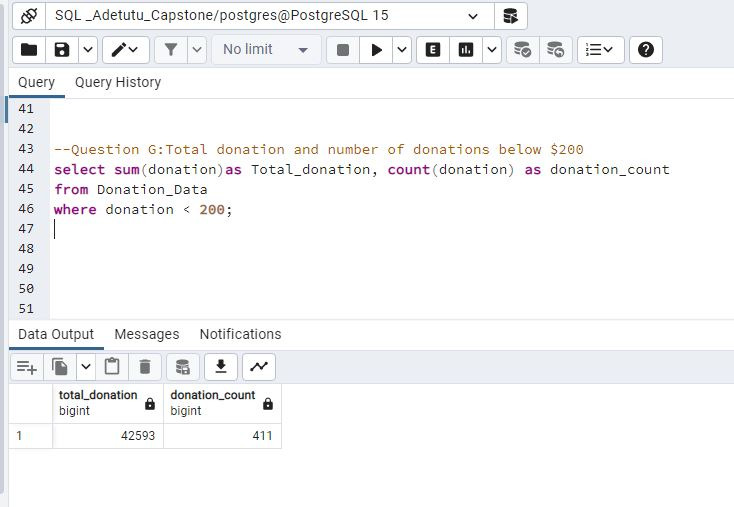 SQL _Adetutu_Capstone/postgres@PostgreSQL 15
No limit
E
Query Query History
41
42
43 --Question G:Total donation and number of donations below $200
44 select sum(donation)as Total_donation, count(donation) as donation_count
45 from Donation_Data
46 where donation < 200;
47
48
49
50
51
Data Output Messages Notifications
total_donation donation_count
bigint bigint
1 42593 411